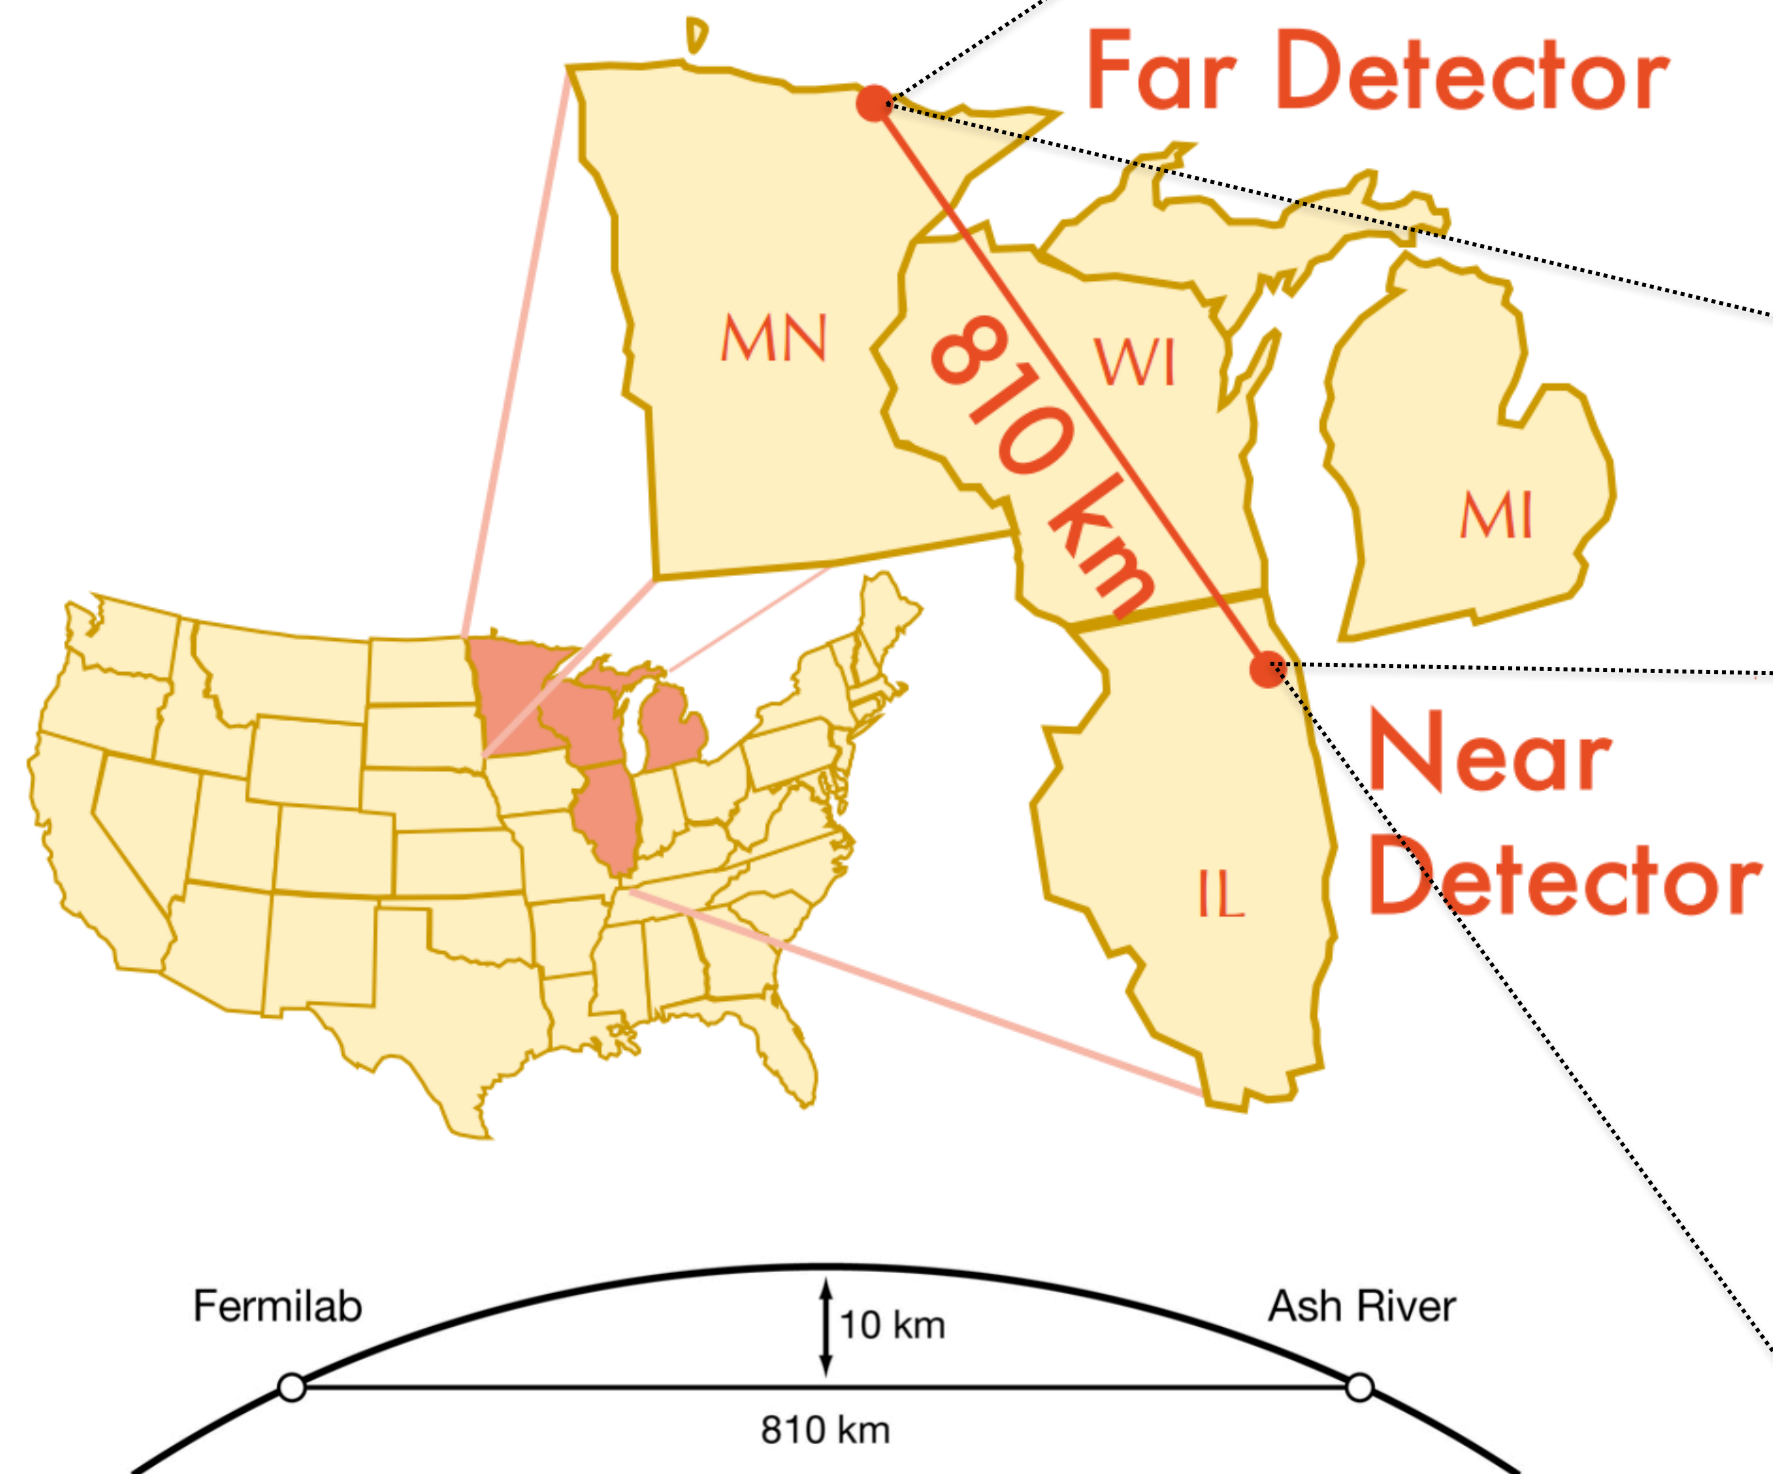 Far Detector
MN
WI
810 km
MI
Near
Detector
IL
Fermilab
Ash River
10 km
810 km